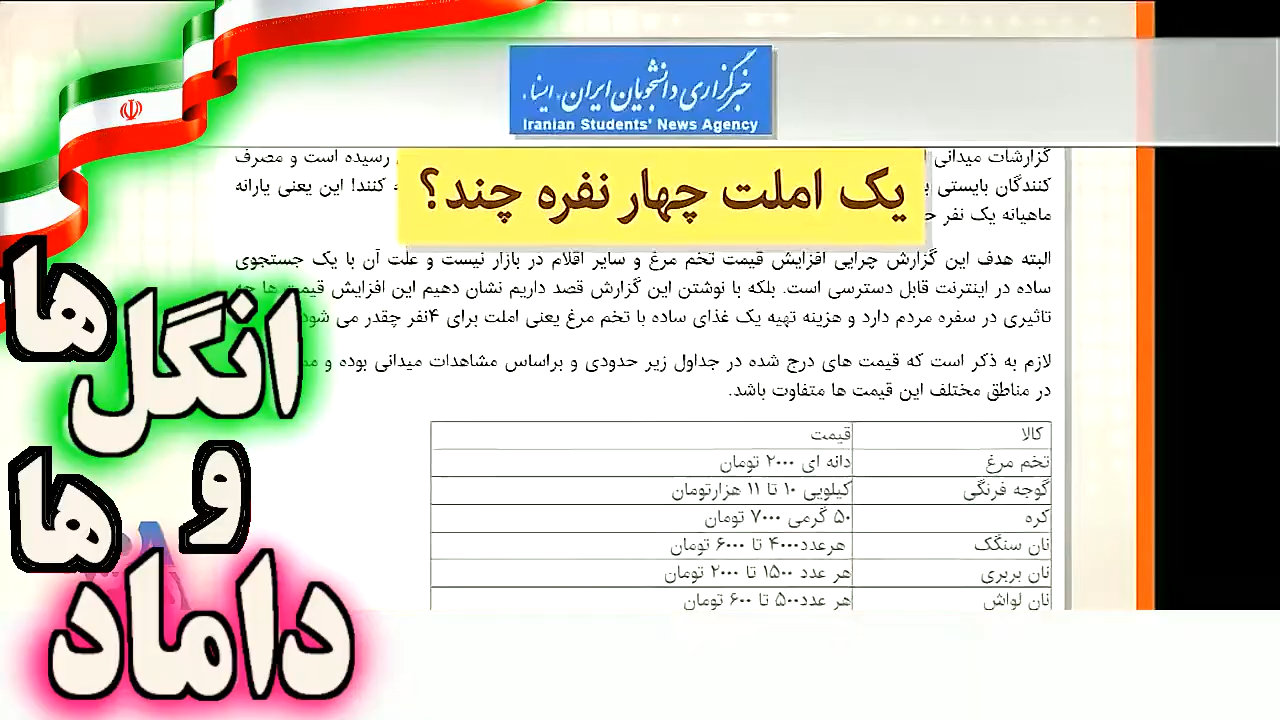 خبرگزاری دانشجویان ایران، ایسنا.
Iranian Students' News Agency
گزارشات میدانی رسیده است و مصرف
یک املت چهار نفره چند؟
کنندگان بایستی کنند! این یعنی یارانه
ماهیانه یک نفر
البته هدف این گزارش چرایی افزایش قیمت تخم مرغ و سایر اقلام در بازار نیست و علت آن با یک جستجوی
ساده در اینترنت قابل دسترسی است. بلکه با نوشتن این گزارش قصد داریم نشان دهیم این افزایش قیمت ها چه
تاثیری در سفره مردم دارد و هزینه تهیه یک غذای ساده با تخم مرغ یعنی املت برای ۴نفر چقدر می شود
لازم به ذکر است که قیمت های درج شده در جداول زیر حدودی و براساس مشاهدات میدانی بوده و
در مناطق مختلف این قیمت ها متفاوت باشد.
کالا قیمت
تخم مرغ دانه ای ۲۰۰۰ تومان
گوجه فرنگی کیلویی ۱۰ تا ۱۱ هزارتومان
کره ۵۰ گرمی ۷۰۰۰ تومان
نان سنگک هرعدد۴۰۰۰ تا ۶۰۰۰ تومان
نان بربری هر عدد ۱۵۰۰ تا ۲۰۰۰ تومان
نان لواش هر عدد۵۰۰ تا ۶۰۰ تومان
انگل ها
و
داماد ها